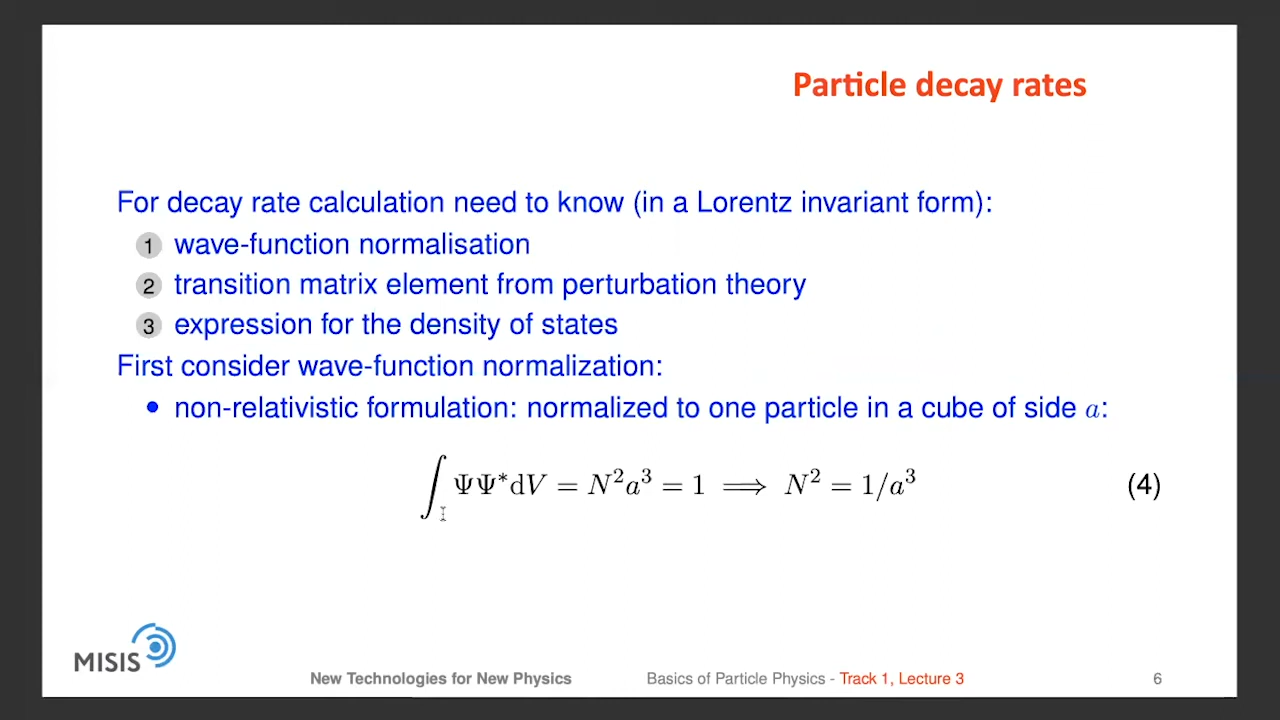 Particle decay rates
For decay rate calculation need to know (in a Lorentz invariant form):
1 wave-function normalisation
2 transition matrix element from perturbation theory
3 expression for the density of states
First consider wave-function normalization:
• non-relativistic formulation: normalized to one particle in a cube of side a:
∫ΨΨ*dV = N²a³ = 1 ⟹ N² = 1/a³ (4)
MISIS
New Technologies for New Physics Basics of Particle Physics - Track 1, Lecture 3 6